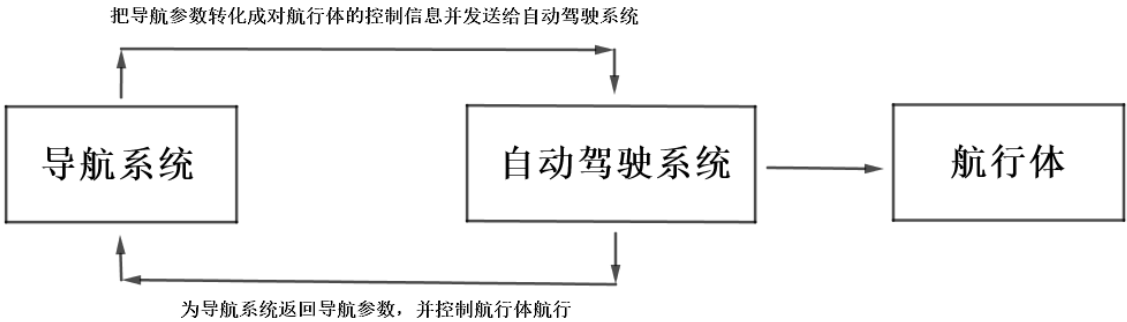 把导航参数转化成对航行体的控制信息并发送给自动驾驶系统
导航系统
自动驾驶系统
航行体
为导航系统返回导航参数，并控制航行体航行